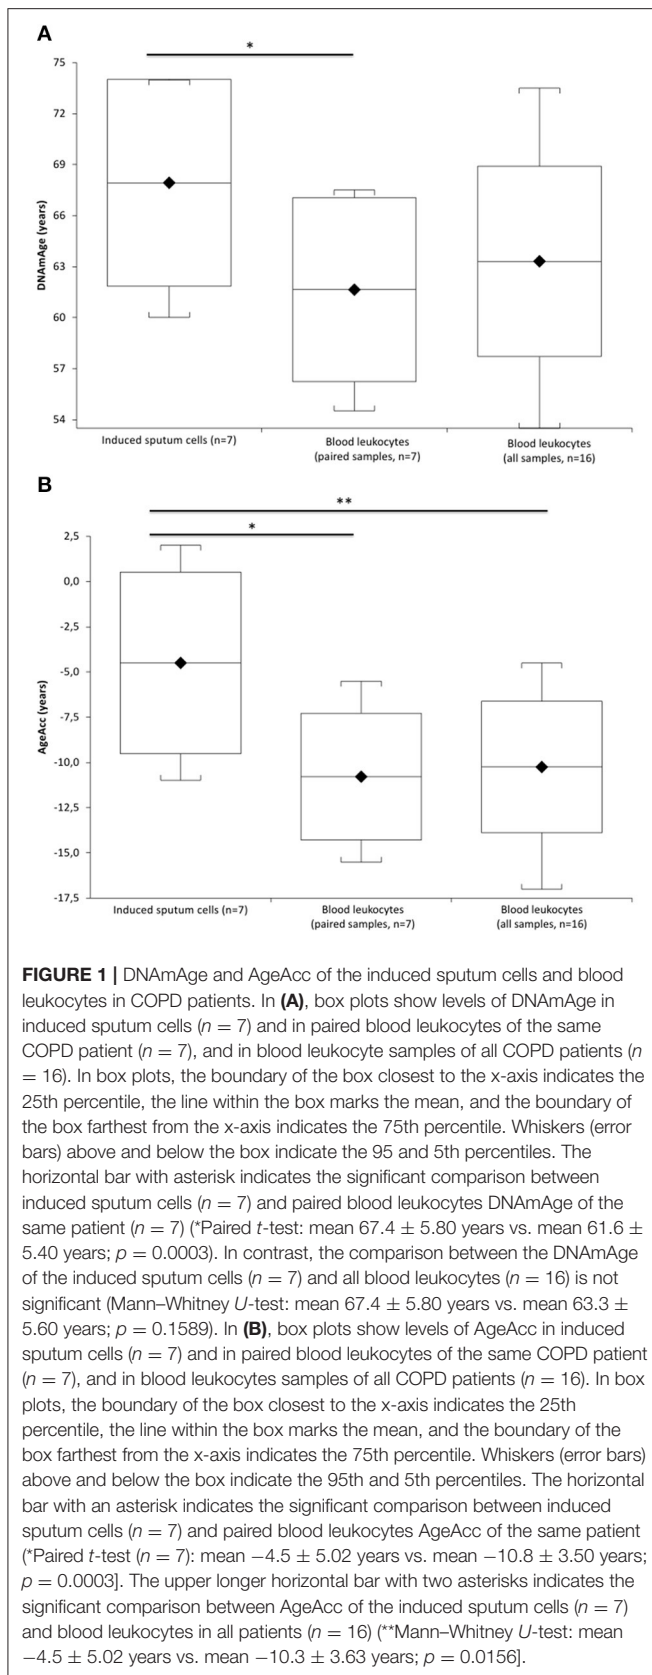 A
*
75
72
69
66
63
60
57
54
DNAmAge (years)
Induced sputum cells (n=7)
Blood leukocytes
(paired samples, n=7)
Blood leukocytes
(all samples, n=16)
B
**
*
2,5
0,0
-2,5
-5,0
-7,5
-10,0
-12,5
-15,0
-17,5
AgeAcc (years)
Induced sputum cells (n=7)
Blood leukocytes
(paired samples, n=7)
Blood leukocytes
(all samples, n=16)
FIGURE 1 | DNAmAge and AgeAcc of the induced sputum cells and blood
leukocytes in COPD patients. In (A), box plots show levels of DNAmAge in
induced sputum cells (n = 7) and in paired blood leukocytes of the same
COPD patient (n = 7), and in blood leukocyte samples of all COPD patients (n
= 16). In box plots, the boundary of the box closest to the x-axis indicates the
25th percentile, the line within the box marks the mean, and the boundary of
the box farthest from the x-axis indicates the 75th percentile. Whiskers (error
bars) above and below the box indicate the 95 and 5th percentiles. The
horizontal bar with asterisk indicates the significant comparison between
induced sputum cells (n = 7) and paired blood leukocytes DNAmAge of the
same patient (n = 7) (*Paired t-test: mean 67.4 ± 5.80 years vs. mean 61.6 ±
5.40 years; p = 0.0003). In contrast, the comparison between the DNAmAge
of the induced sputum cells (n = 7) and all blood leukocytes (n = 16) is not
significant (Mann–Whitney U-test: mean 67.4 ± 5.80 years vs. mean 63.3 ±
5.60 years; p = 0.1589). In (B), box plots show levels of AgeAcc in induced
sputum cells (n = 7) and in paired blood leukocytes of the same COPD patient
(n = 7), and in blood leukocytes samples of all COPD patients (n = 16). In box
plots, the boundary of the box closest to the x-axis indicates the 25th
percentile, the line within the box marks the mean, and the boundary of the
box farthest from the x-axis indicates the 75th percentile. Whiskers (error bars)
above and below the box indicate the 95th and 5th percentiles. The horizontal
bar with an asterisk indicates the significant comparison between induced
sputum cells (n = 7) and paired blood leukocytes AgeAcc of the same patient
(*Paired t-test (n = 7): mean −4.5 ± 5.02 years vs. mean −10.8 ± 3.50 years;
p = 0.0003]. The upper longer horizontal bar with two asterisks indicates the
significant comparison between AgeAcc of the induced sputum cells (n = 7)
and blood leukocytes in all patients (n = 16) (**Mann–Whitney U-test: mean
−4.5 ± 5.02 years vs. mean −10.3 ± 3.63 years; p = 0.0156].